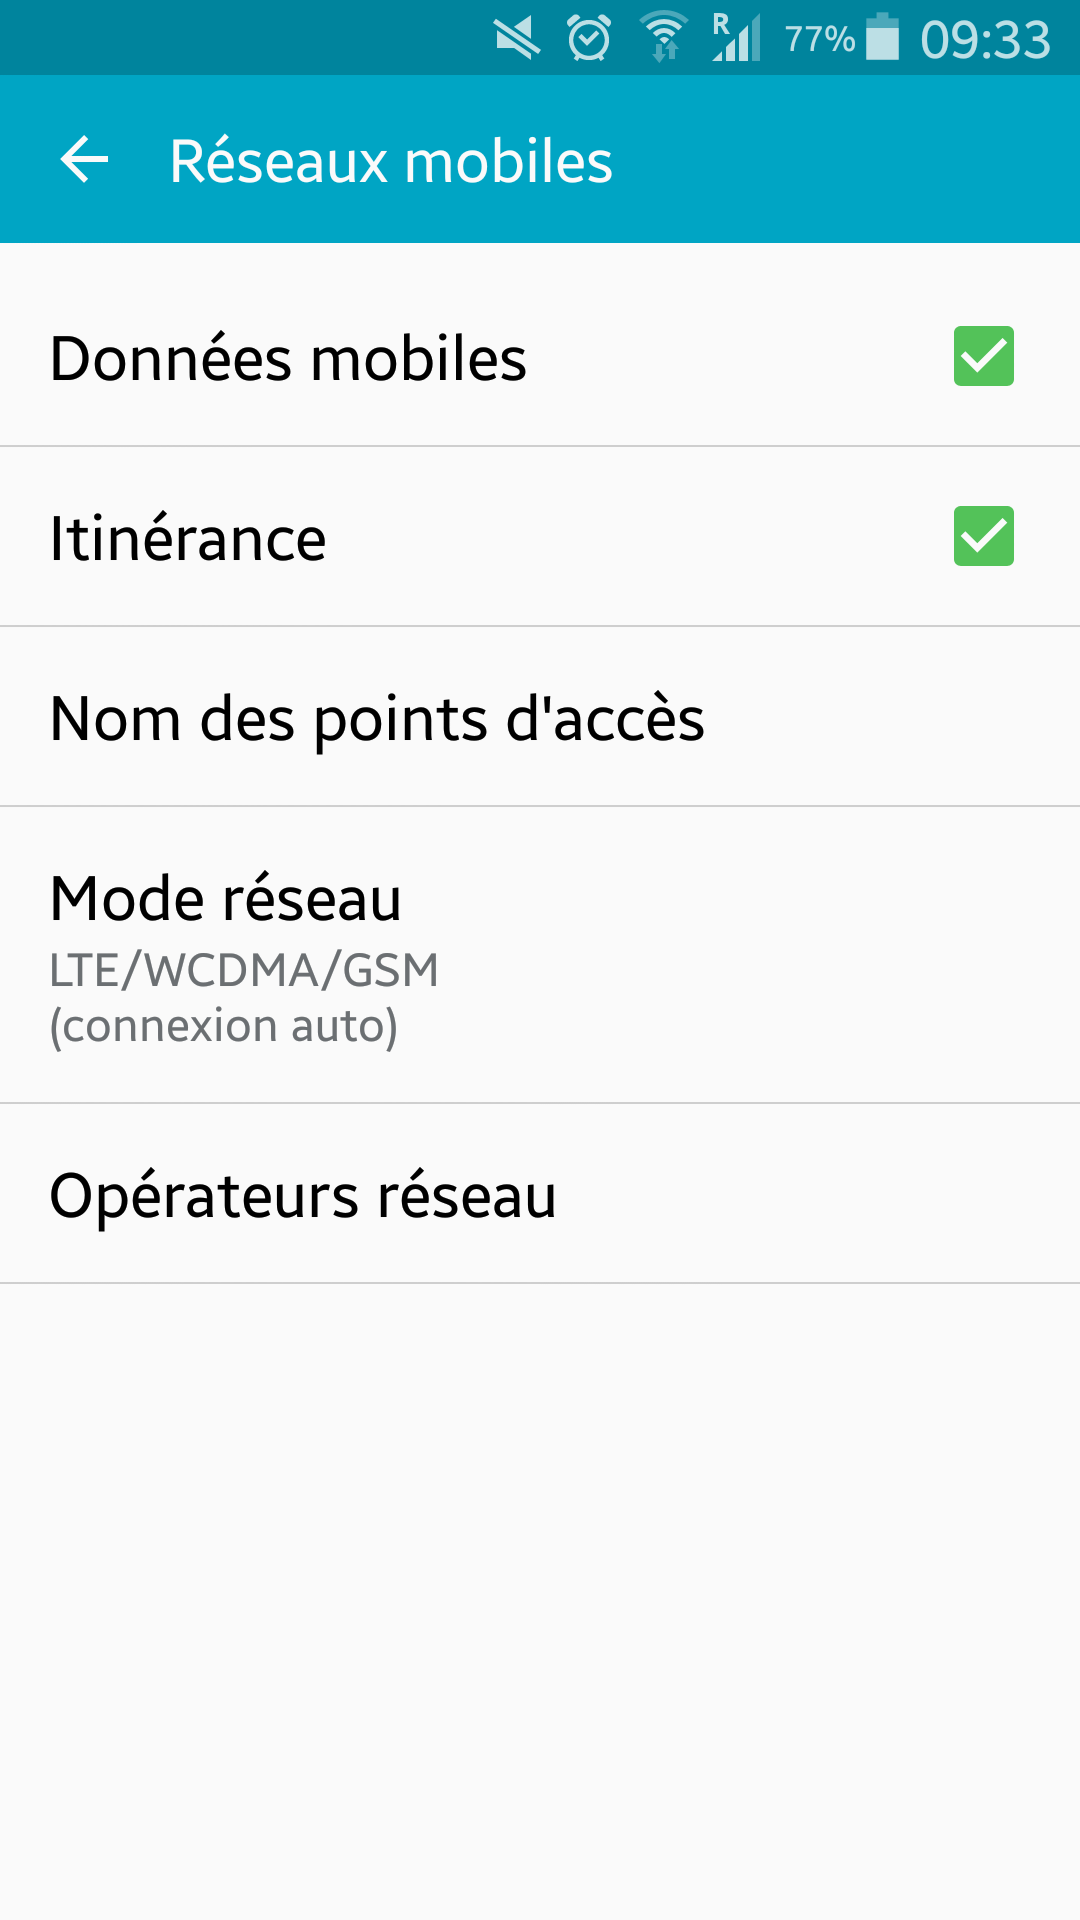 R 77% 09:33
Réseaux mobiles
Données mobiles
Itinérance
Nom des points d'accès
Mode réseau
LTE/WCDMA/GSM
(connexion auto)
Opérateurs réseau